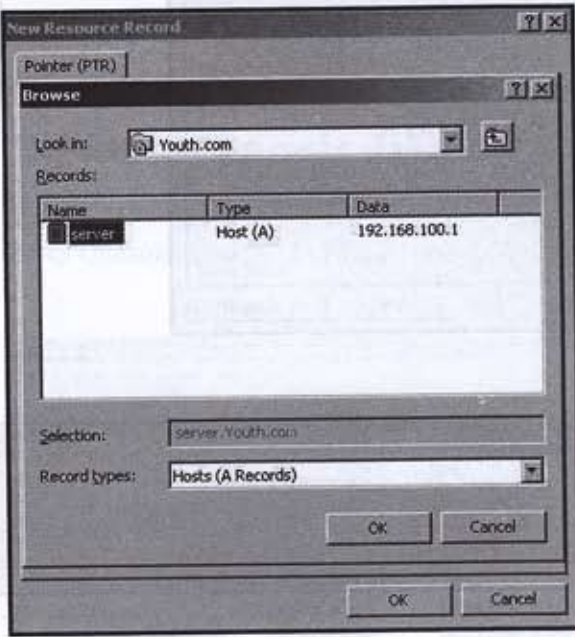 New Resource Record
Pointer (PTR)
Browse
Look in: Youth.com
Records:
Name Type Data
server Host (A) 192.168.100.1
Selection: server.Youth.com
Record types: Hosts (A Records)
OK Cancel
OK Cancel